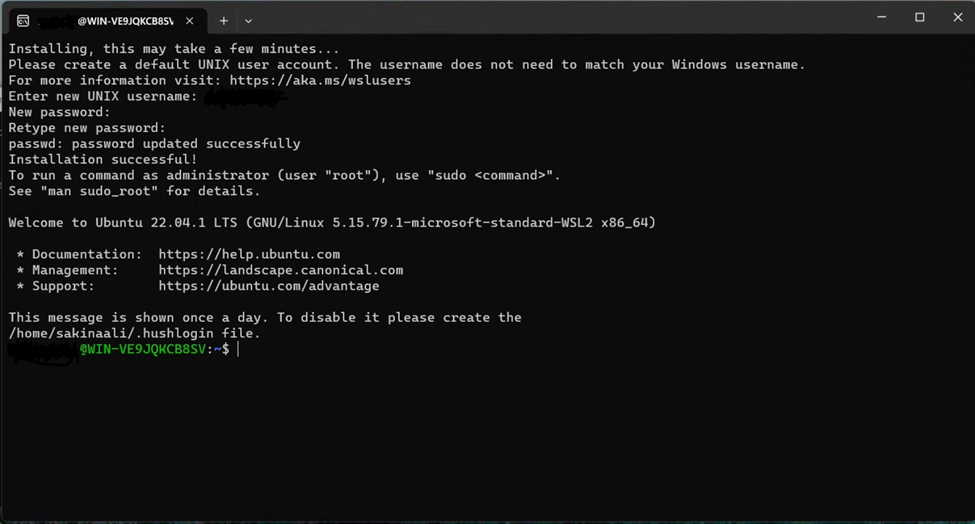 @WIN-VE9JQKCB8SV
Installing, this may take a few minutes...
Please create a default UNIX user account. The username does not need to match your Windows username.
For more information visit: https://aka.ms/wslusers
Enter new UNIX username:
New password:
Retype new password:
passwd: password updated successfully
Installation successful!
To run a command as administrator (user "root"), use "sudo <command>".
See "man sudo_root" for details.
Welcome to Ubuntu 22.04.1 LTS (GNU/Linux 5.15.79.1-microsoft-standard-WSL2 x86_64)
* Documentation: https://help.ubuntu.com
* Management: https://landscape.canonical.com
* Support: https://ubuntu.com/advantage
This message is shown once a day. To disable it please create the
/home/sakinaali/.hushlogin file.
@WIN-VE9JQKCB8SV:~$